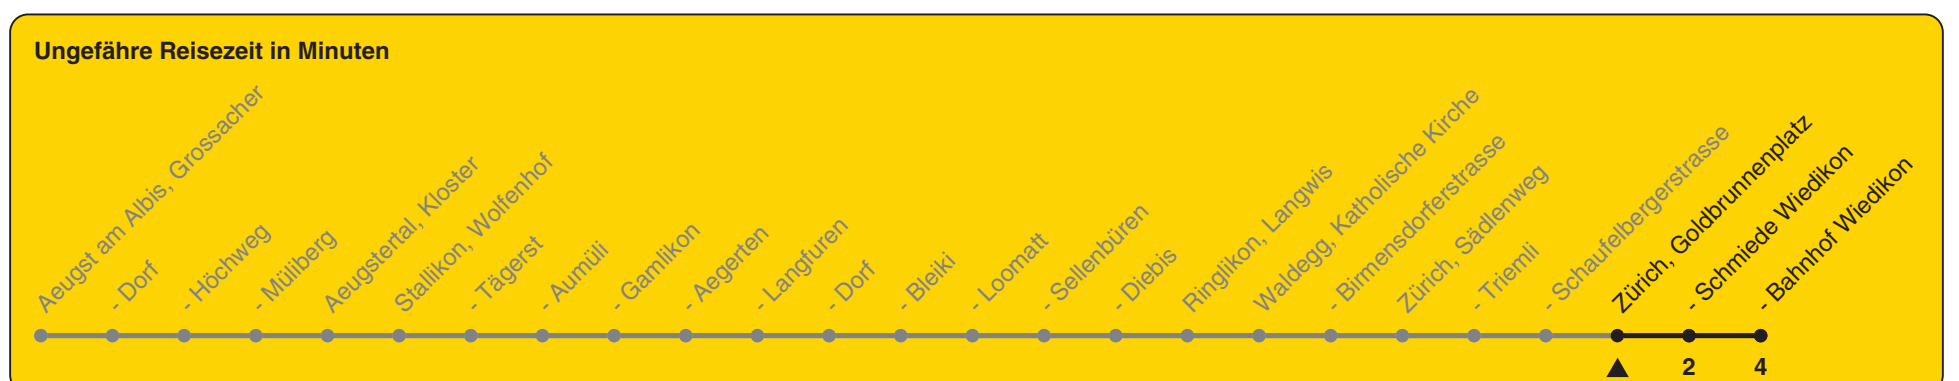 Ungefähre Reisezeit in Minuten
Aeugst am Albis, Grossacher
- Dorf
- Höchweg
- Müliberg
Aeugstertal, Kloster
Stallikon, Wolfenhof
- Tägerst
- Aumüli
- Gamlikon
- Aegerten
- Langfuren
- Dorf
- Bleiki
- Loomatt
- Sellenbüren
- Diebis
Ringlikon, Langwis
Waldegg, Katholische Kirche
- Birmensdorferstrasse
Zürich, Sädlenweg
- Triemli
- Schaufelbergerstrasse
Zürich, Goldbrunnenplatz
- Schmiede Wiedikon
- Bahnhof Wiedikon
2 4